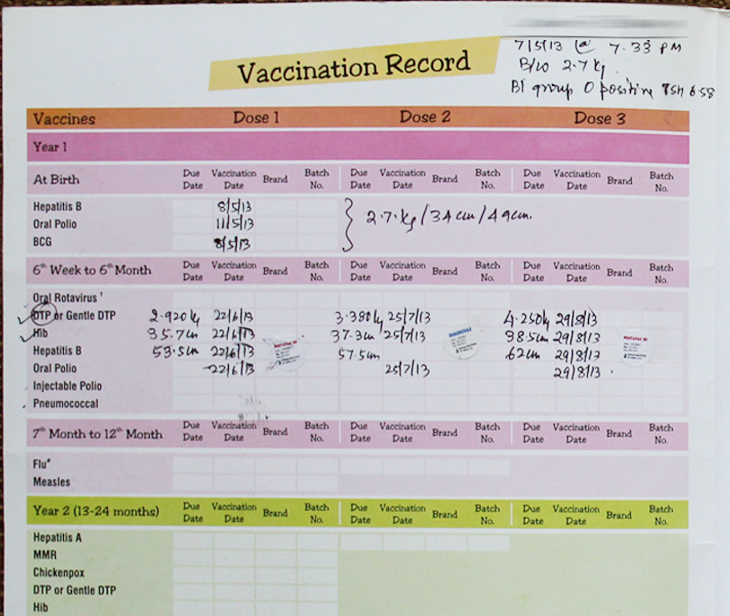 7/5/13 @ 7.33 PM
B/w 2.7 kg.
Bl group O positive TSH 6.58
Vaccination Record
Vaccines Dose 1 Dose 2 Dose 3
Year 1
At Birth Due Date Vaccination Date Brand Batch No. Due Date Vaccination Date Brand Batch No. Due Date Vaccination Date Brand Batch No.
Hepatitis B 8/5/13
Oral Polio 11/5/13 2.7 kg/34 cm/49cm.
BCG 8/5/13
6th Week to 6th Month Due Date Vaccination Date Brand Batch No. Due Date Vaccination Date Brand Batch No. Due Date Vaccination Date Brand Batch No.
Oral Rotavirus
DTP or Gentle DTP 2.920 kg 22/6/13 3.380 kg 25/7/13 4.250 kg 29/8/13
Hib 35.7 cm 22/6/13 37.3 cm 25/7/13 38.5 cm 29/8/13
Hepatitis B 53.5 cm 22/6/13 57.5 cm 62 cm 29/8/13
Oral Polio 22/6/13 25/7/13 29/8/13
Injectable Polio
Pneumococcal
7th Month to 12th Month Due Date Vaccination Date Brand Batch No. Due Date Vaccination Date Brand Batch No. Due Date Vaccination Date Brand Batch No.
Flu#
Measles
Year 2 (13-24 months) Due Date Vaccination Date Brand Batch No. Due Date Vaccination Date Brand Batch No. Due Date Vaccination Date Brand Batch No.
Hepatitis A
MMR
Chickenpox
DTP or Gentle DTP
Hib